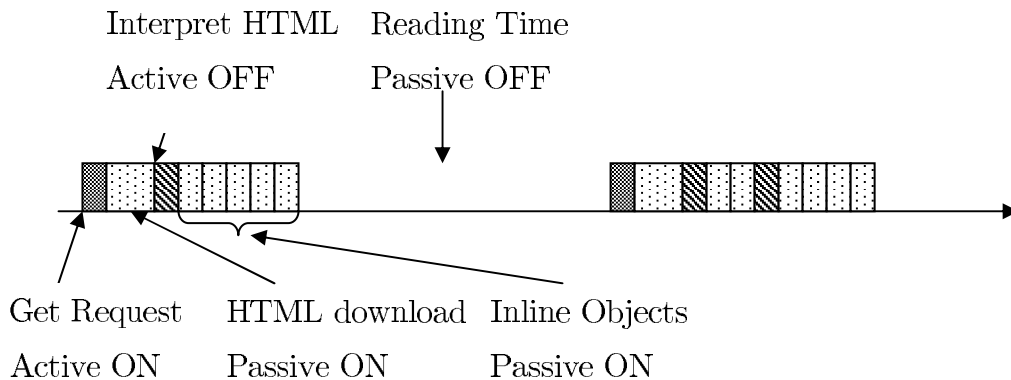 Interpret HTML
Active OFF
Reading Time
Passive OFF
Get Request
Active ON
HTML download
Passive ON
Inline Objects
Passive ON